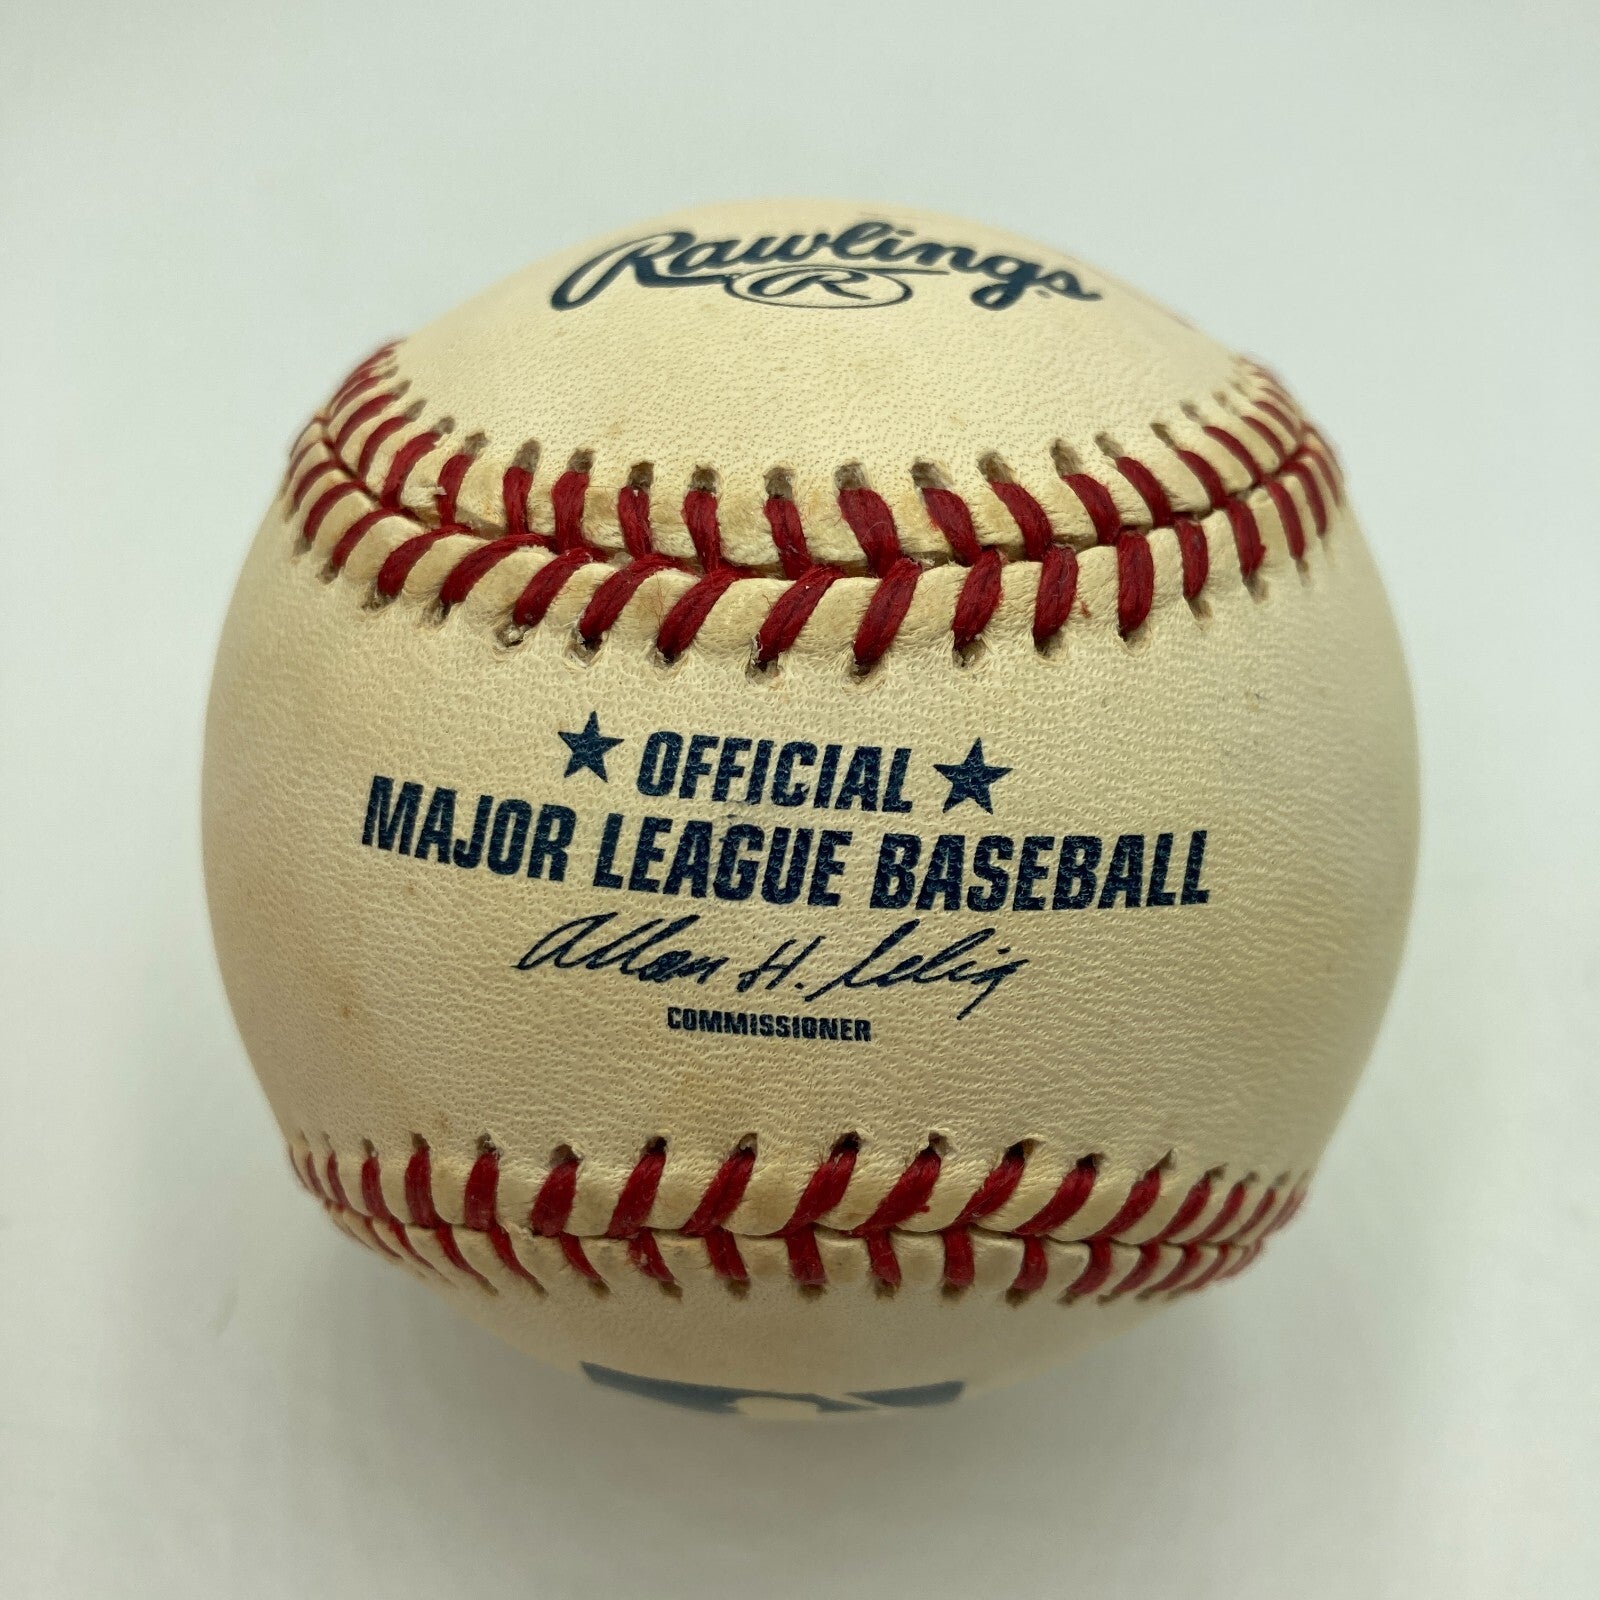 Rawlings
R
★ OFFICIAL ★
MAJOR LEAGUE BASEBALL
Allan H. Selig
COMMISSIONER